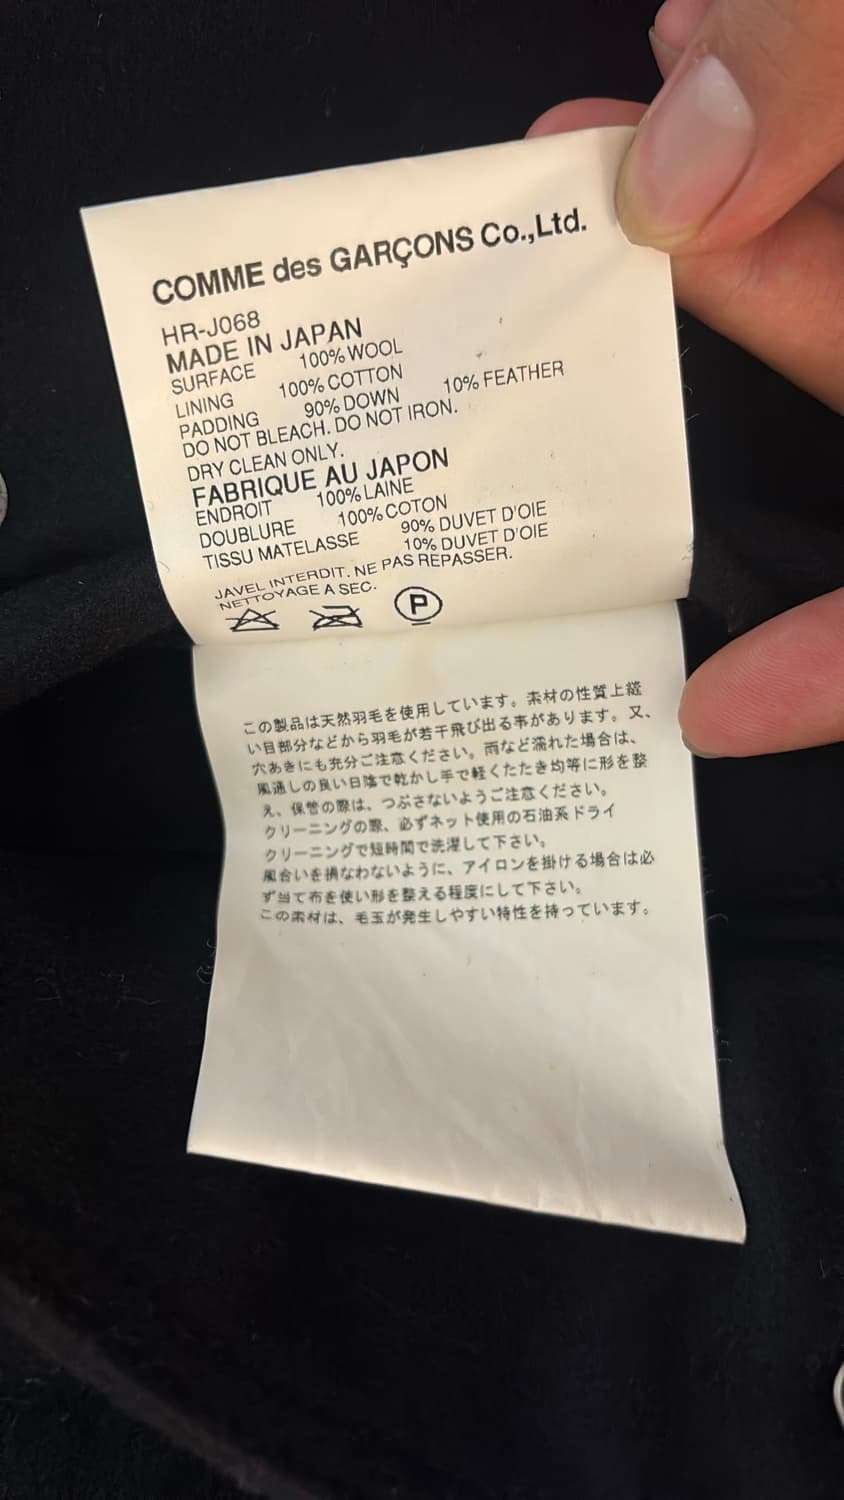 COMME des GARÇONS Co.,Ltd.
HR-J068
MADE IN JAPAN
SURFACE 100% WOOL
LINING 100% COTTON
PADDING 90% DOWN 10% FEATHER
DO NOT BLEACH. DO NOT IRON.
DRY CLEAN ONLY.
FABRIQUE AU JAPON
ENDROIT 100% LAINE
DOUBLURE 100% COTON
TISSU MATELASSE 90% DUVET D'OIE
10% DUVET D'OIE
JAVEL INTERDIT. NE PAS REPASSER.
NETTOYAGE A SEC.
P
この製品は天然羽毛を使用しています。素材の性質上縫
い目部分などから羽毛が若干飛び出る事があります。又、
穴あきにも充分ご注意ください。雨など濡れた場合は、
風通しの良い日陰で乾かし手で軽くたたき均等に形を整
え、保管の際は、つぶさないようご注意ください。
クリーニングの際、必ずネット使用の石油系ドライ
クリーニングで短時間で洗濯して下さい。
風合いを損なわないように、アイロンを掛ける場合は必
ず当て布を使い形を整える程度にして下さい。
この素材は、毛玉が発生しやすい特性を持っています。